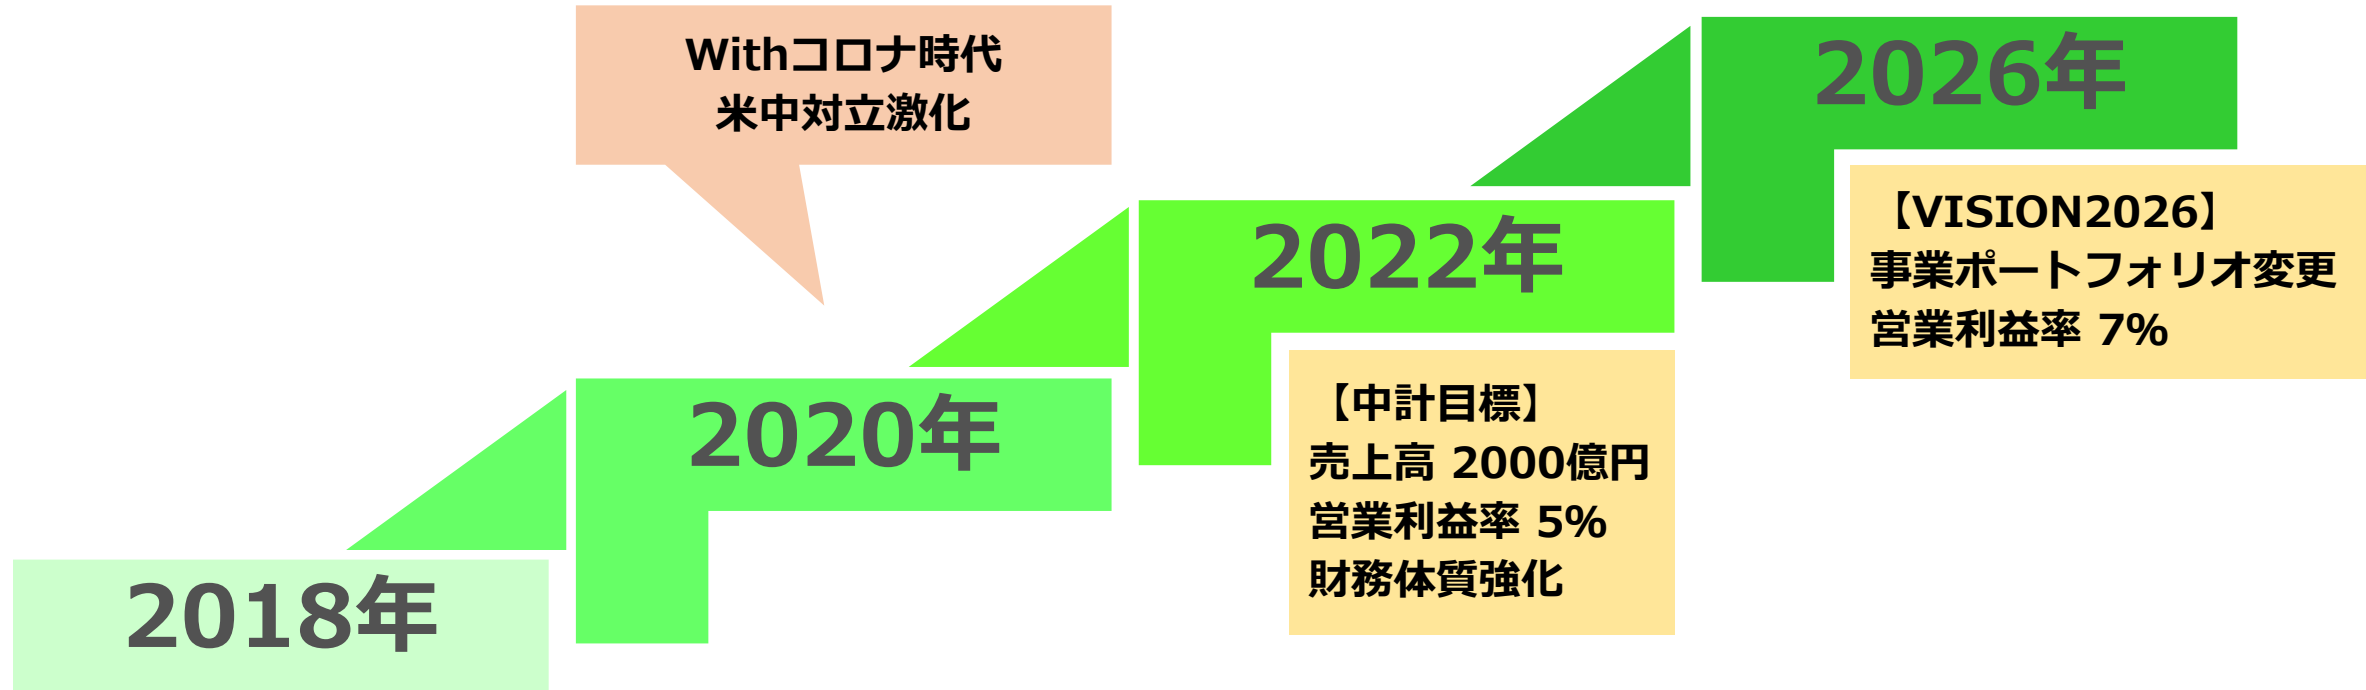 Withコロナ時代
米中対立激化
2018年
2020年
2022年
【中計目標】
売上高 2000億円
営業利益率 5%
財務体質強化
2026年
【VISION2026】
事業ポートフォリオ変更
営業利益率 7%